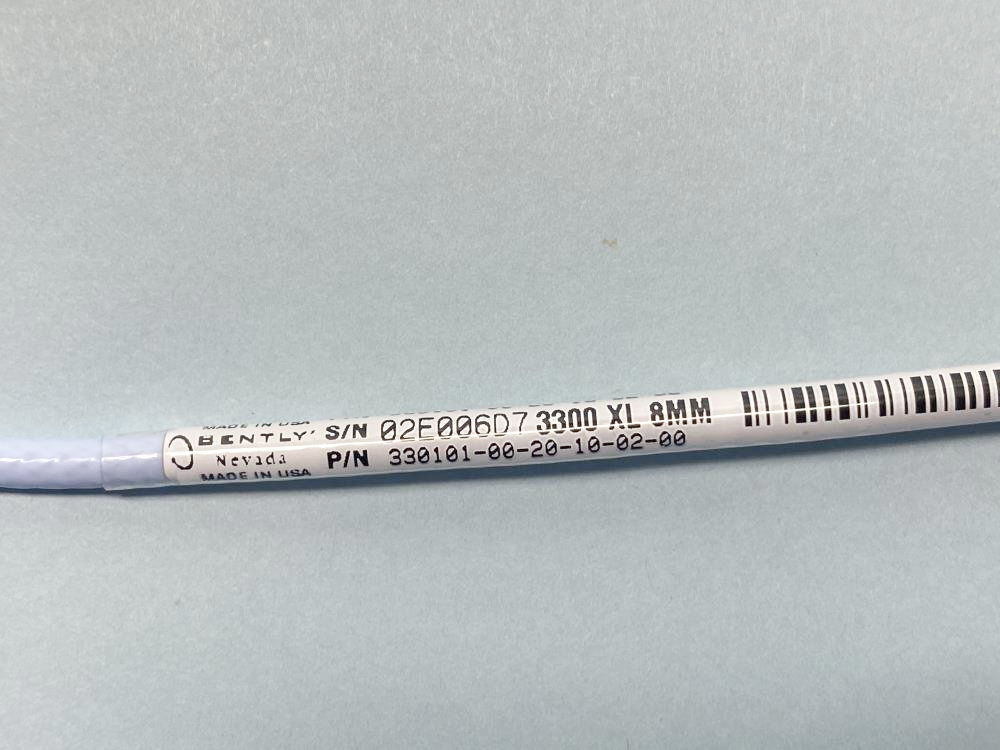 MADE IN USA
BENTLY S/N 02E006D7 3300 XL 8MM
Nevada P/N 330101-00-20-10-02-00
MADE IN USA